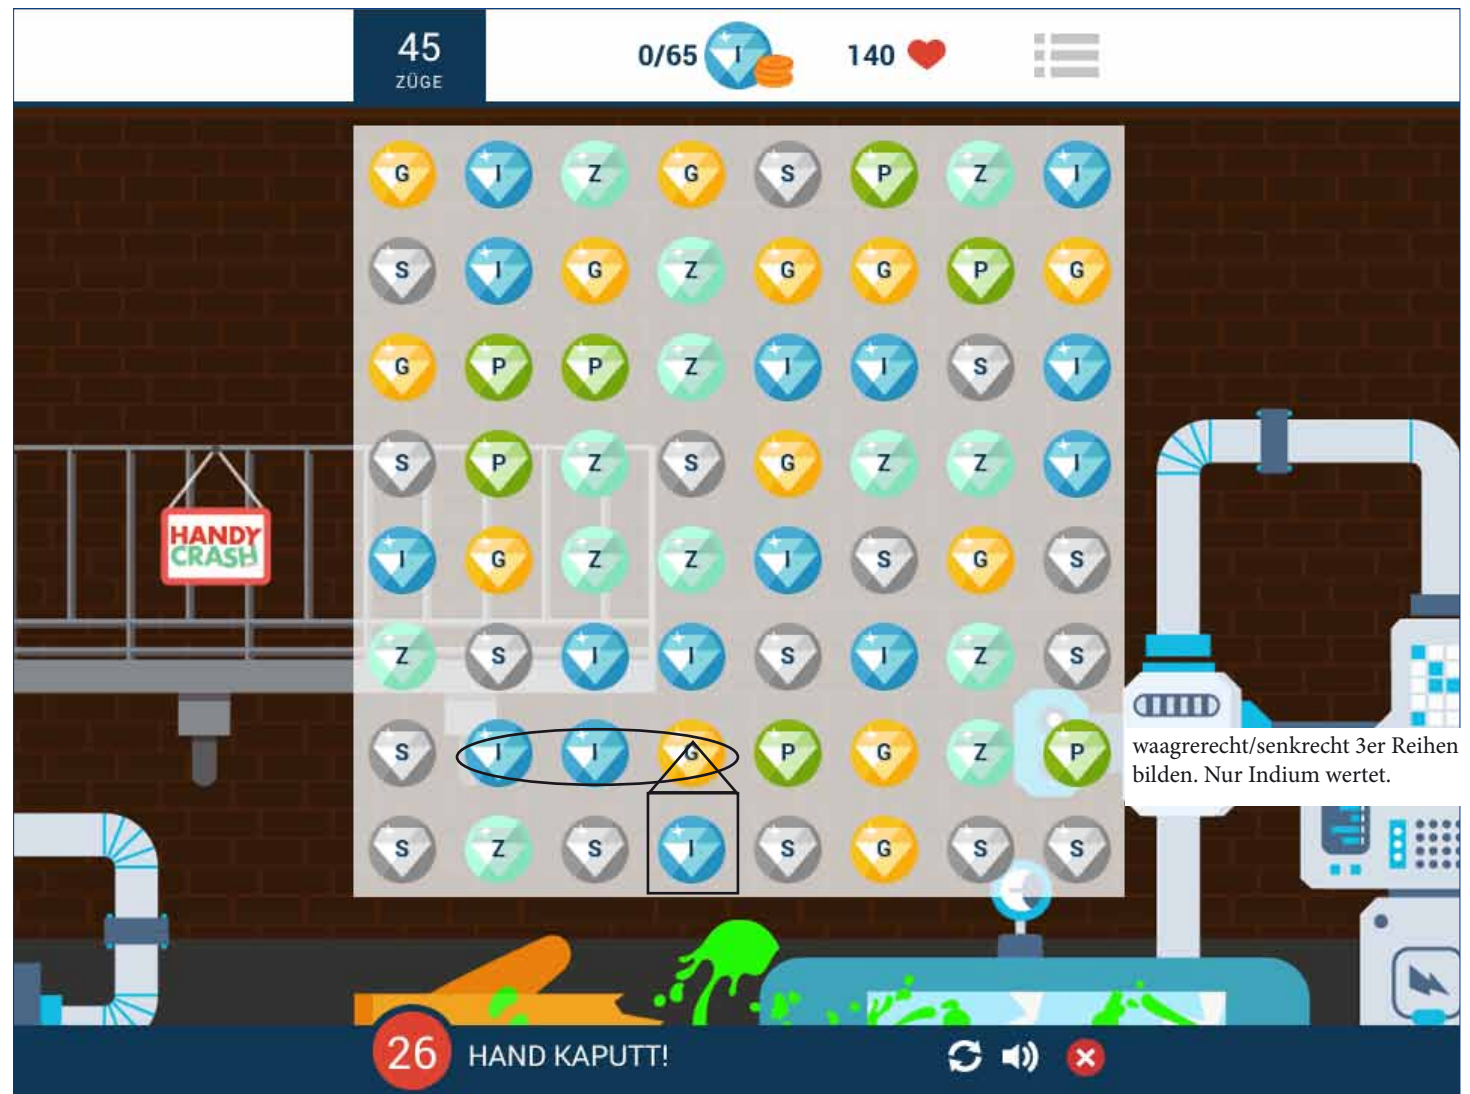 45
ZÜGE
0/65 I
140
G I Z G S P Z I
S I G Z G G P G
G P P Z I I S I
S P Z S G Z Z I
I G Z Z I S G S
Z S I I S I Z S
S I I G P G Z P
S Z S I S G S S
HANDY
CRASH
waagrerecht/senkrecht 3er Reihen
bilden. Nur Indium wertet.
26 HAND KAPUTT!